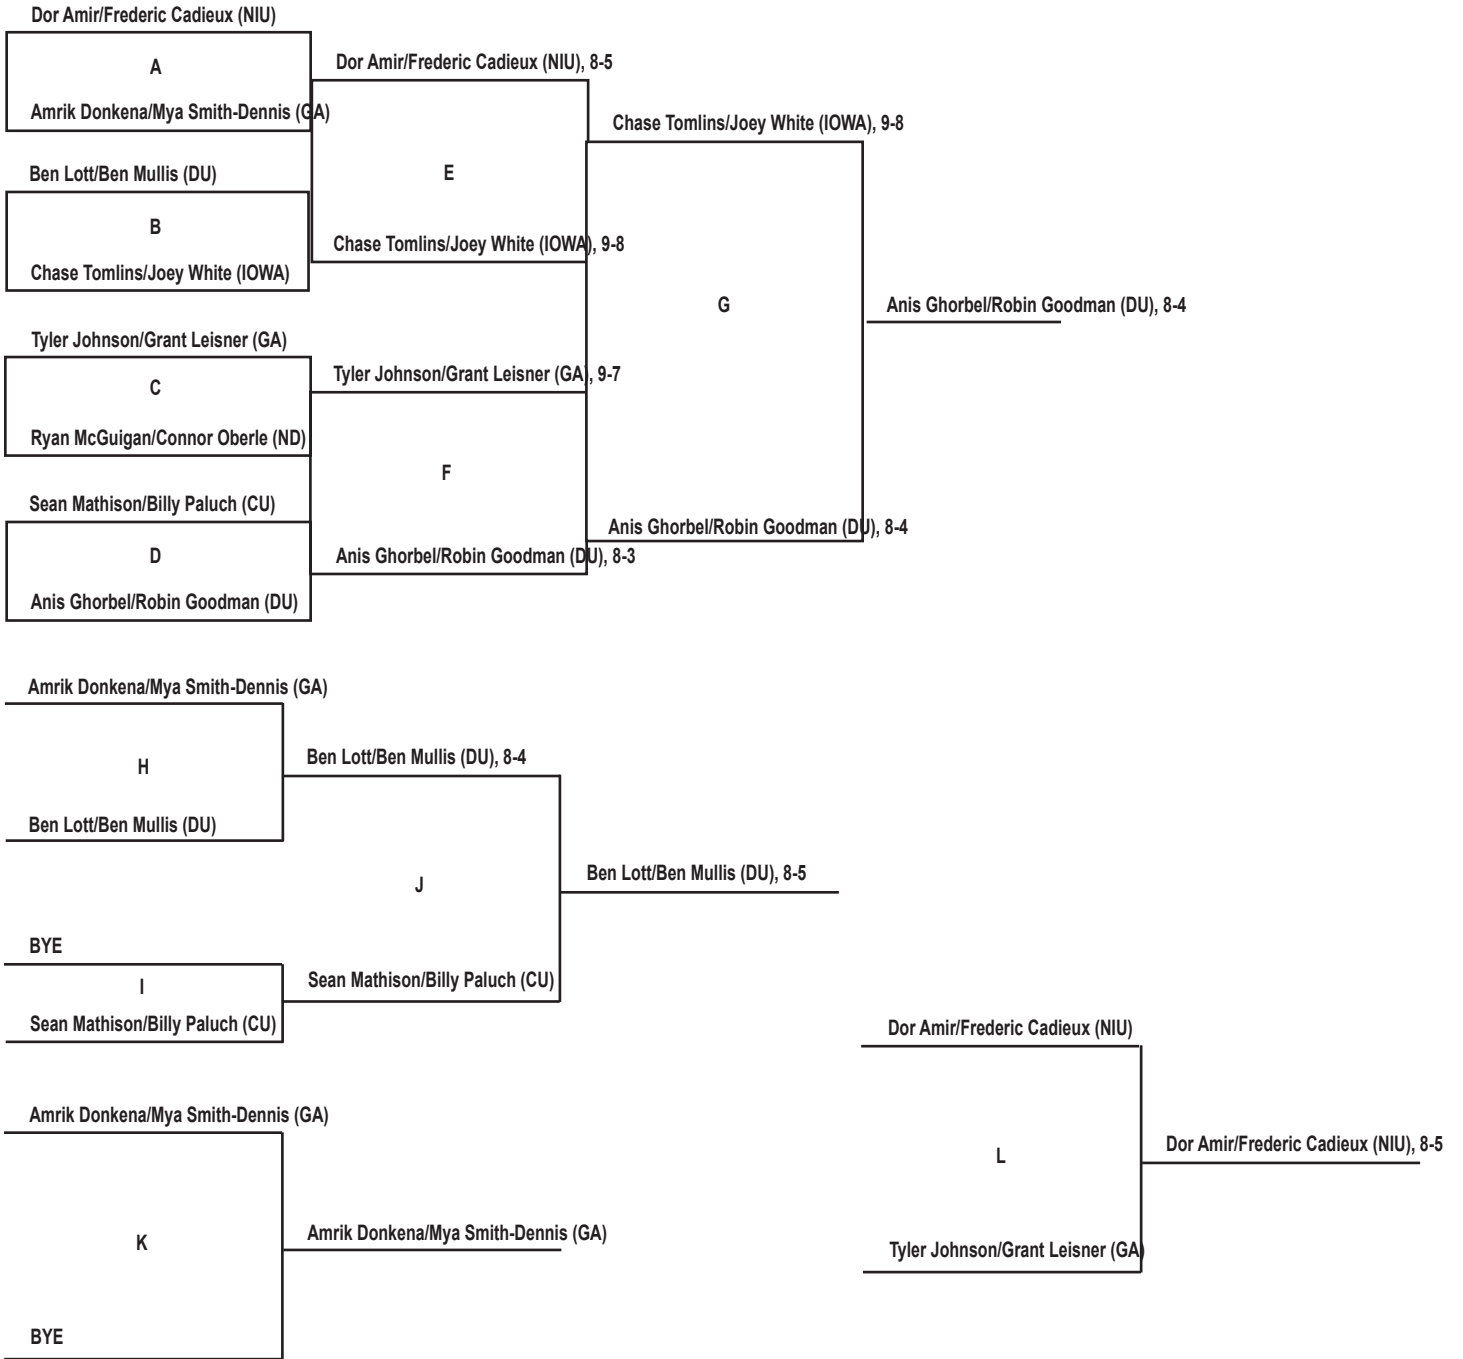 Dor Amir/Frederic Cadieux (NIU)
A
Amrik Donkena/Mya Smith-Dennis (GA)
Dor Amir/Frederic Cadieux (NIU), 8-5
Ben Lott/Ben Mullis (DU)
B
Chase Tomlins/Joey White (IOWA)
E
Chase Tomlins/Joey White (IOWA), 9-8
Chase Tomlins/Joey White (IOWA), 9-8
Tyler Johnson/Grant Leisner (GA)
C
Ryan McGuigan/Connor Oberle (ND)
Tyler Johnson/Grant Leisner (GA), 9-7
Sean Mathison/Billy Paluch (CU)
D
Anis Ghorbel/Robin Goodman (DU)
F
Anis Ghorbel/Robin Goodman (DU), 8-3
G
Anis Ghorbel/Robin Goodman (DU), 8-4
Anis Ghorbel/Robin Goodman (DU), 8-4
Amrik Donkena/Mya Smith-Dennis (GA)
H
Ben Lott/Ben Mullis (DU)
Ben Lott/Ben Mullis (DU), 8-4
J
Ben Lott/Ben Mullis (DU), 8-5
BYE
I
Sean Mathison/Billy Paluch (CU)
Sean Mathison/Billy Paluch (CU)
Amrik Donkena/Mya Smith-Dennis (GA)
K
BYE
Amrik Donkena/Mya Smith-Dennis (GA)
Dor Amir/Frederic Cadieux (NIU)
L
Tyler Johnson/Grant Leisner (GA)
Dor Amir/Frederic Cadieux (NIU), 8-5